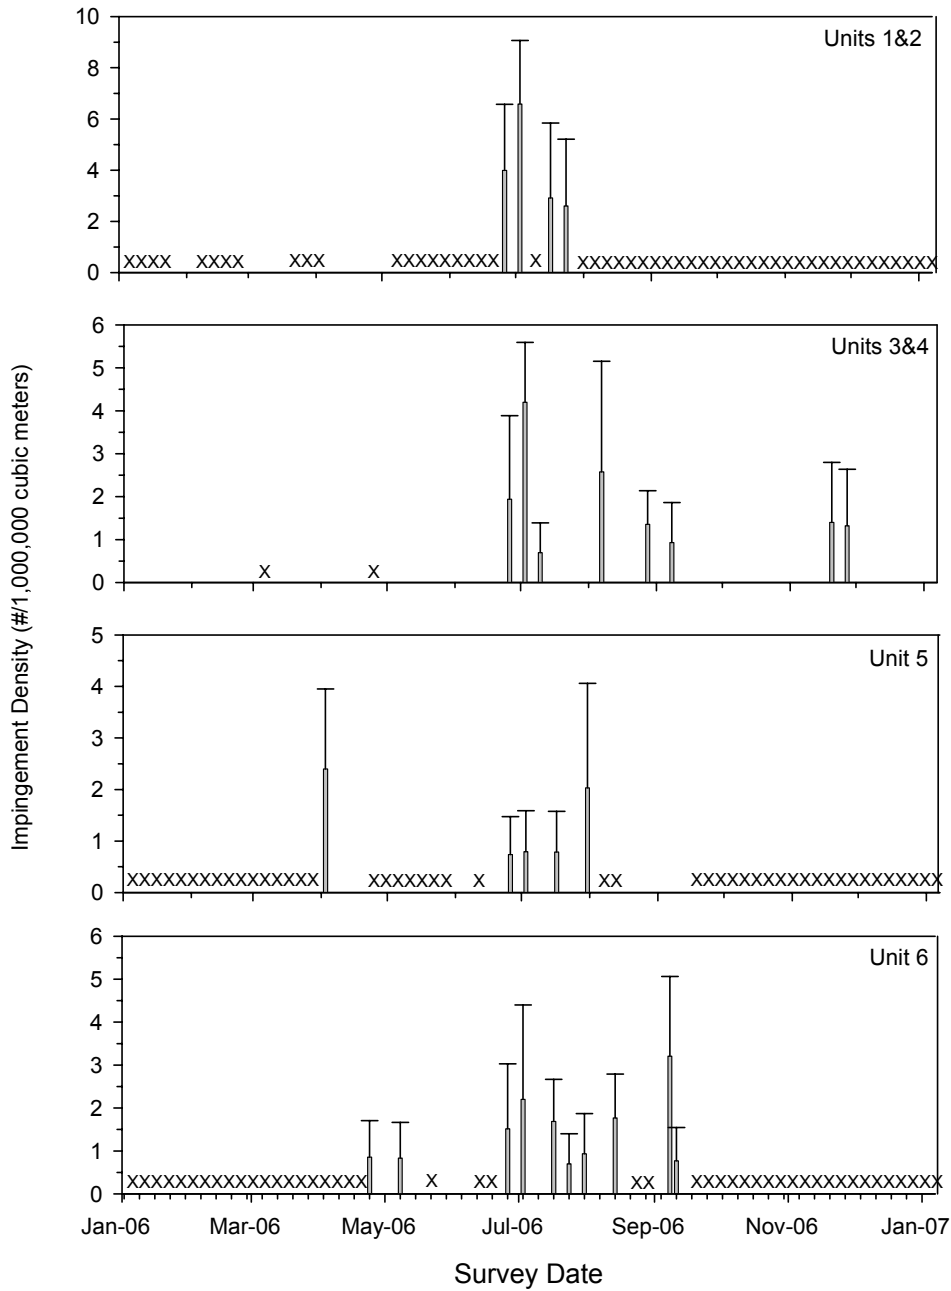 10
Units 1&2
8
6
4
2
XXXX XXXX XXX XXXXXXXXX X XXXXXXXXXXXXXXXXXXXXXXXXXXXXXX
0
6
Units 3&4
5
4
3
2
1
X X
0
Impingement Density (#/1,000,000 cubic meters)
5
Unit 5
4
3
2
1
XXXXXXXXXXXXXXXX XXXXXXX X XX XXXXXXXXXXXXXXXXXXXXX
0
6
Unit 6
5
4
3
2
1
XXXXXXXXXXXXXXXXXXXX X XX XX XXXXXXXXXXXXXXXXXXXXX
0
Jan-06 Mar-06 May-06 Jul-06 Sep-06 Nov-06 Jan-07
Survey Date